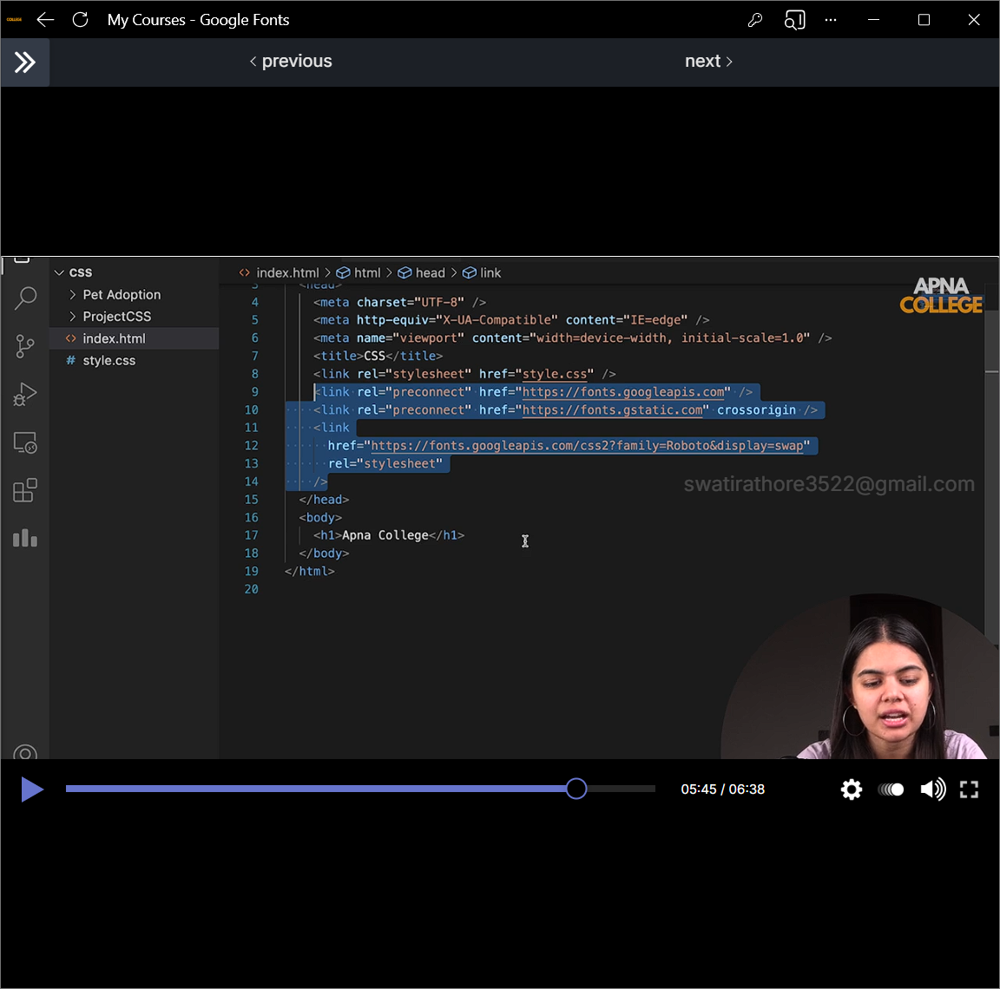 COLLEGE My Courses - Google Fonts
previous next
CSS
Pet Adoption
ProjectCSS
index.html
style.css
index.html > html > head > link
APNA
COLLEGE
3 <head>
4 <meta charset="UTF-8" />
5 <meta http-equiv="X-UA-Compatible" content="IE=edge" />
6 <meta name="viewport" content="width=device-width, initial-scale=1.0" />
7 <title>CSS</title>
8 <link rel="stylesheet" href="style.css" />
9 <link rel="preconnect" href="https://fonts.googleapis.com" />
10 <link rel="preconnect" href="https://fonts.gstatic.com" crossorigin />
11 <link
12 href="https://fonts.googleapis.com/css2?family=Roboto&display=swap"
13 rel="stylesheet"
14 />
15 </head>
16 <body>
17 <h1>Apna College</h1>
18 </body>
19 </html>
20
swatirathore3522@gmail.com
05:45 / 06:38